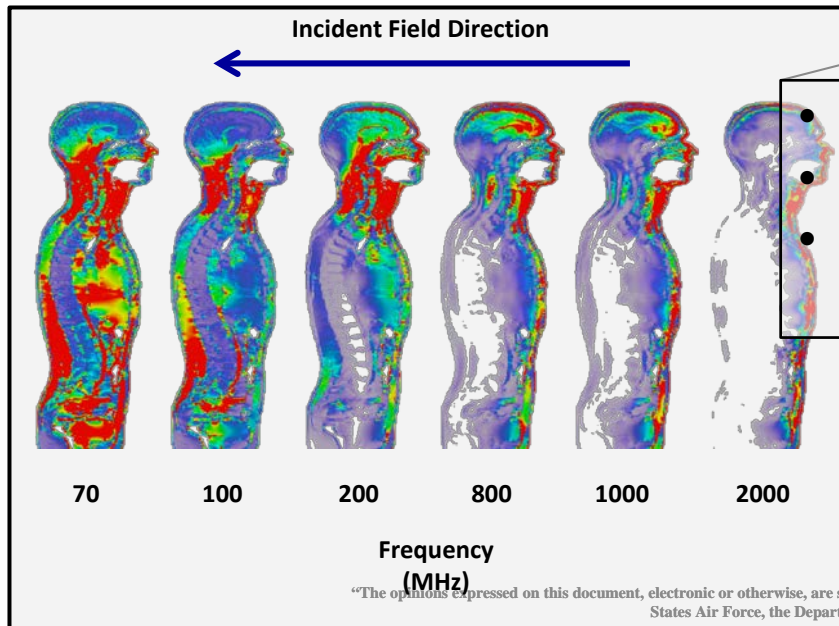 Incident Field Direction
70 100 200 800 1000 2000
Frequency
(MHz)
“The opinions expressed on this document, electronic or otherwise, are
States Air Force, the